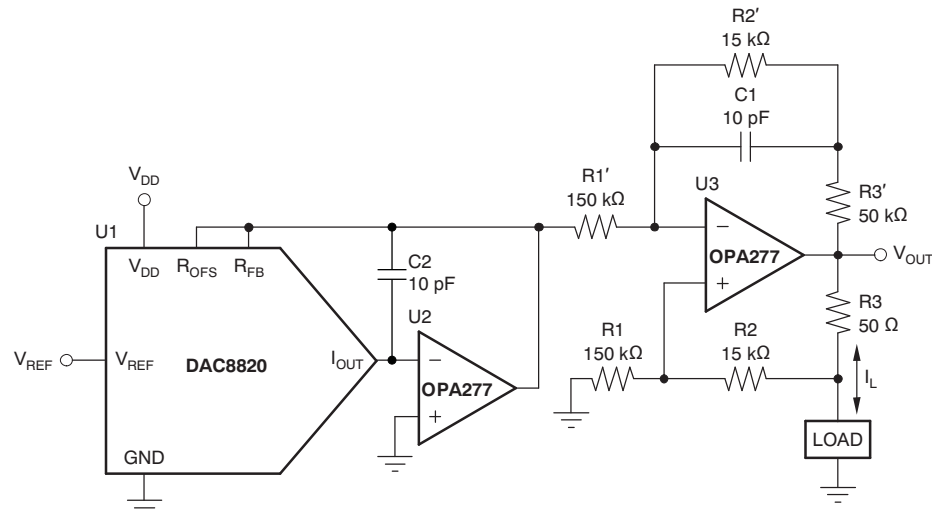 R2'
15 kΩ
C1
10 pF
V_DD
U1
V_DD R_OFS R_FB
C2
10 pF
R1'
150 kΩ
U3
R3'
50 kΩ
−
OPA277
+
V_OUT
R3
50 Ω
V_REF
V_REF
DAC8820
I_OUT
U2
−
OPA277
+
R1
150 kΩ
R2
15 kΩ
I_L
LOAD
GND